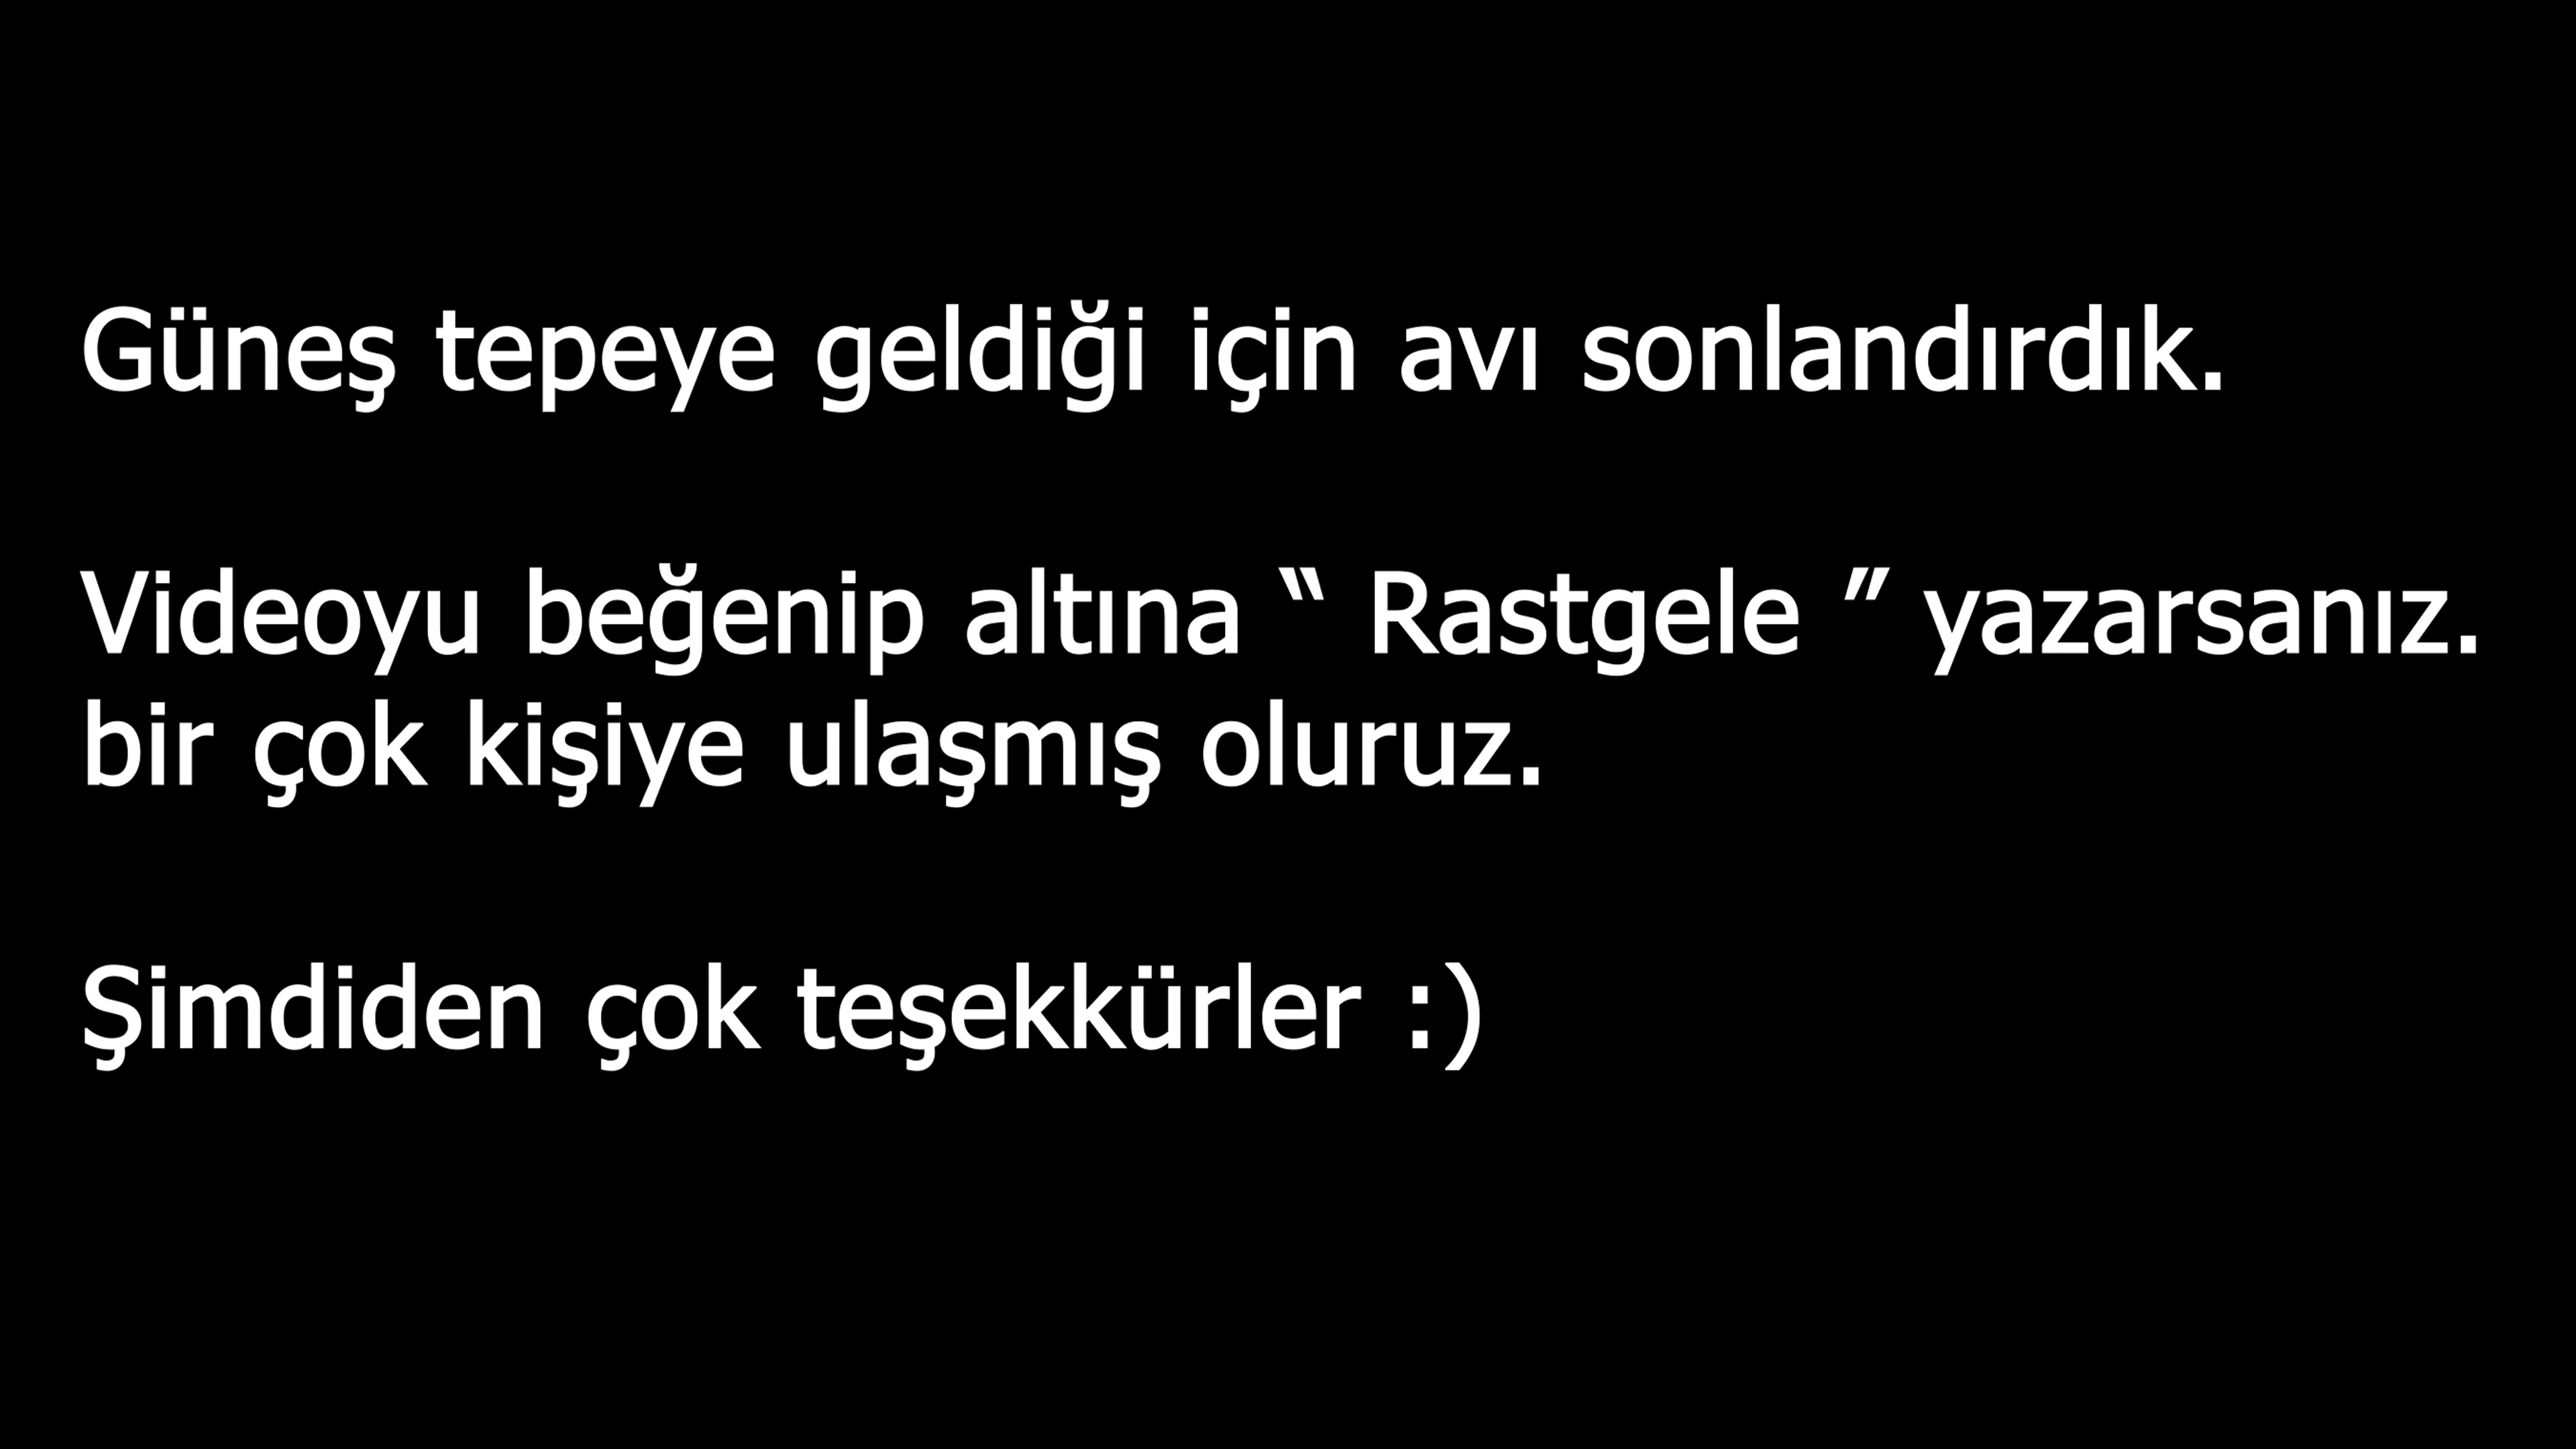 Güneş tepeye geldiği için avı sonlandırdık.
Videoyu beğenip altına “ Rastgele ” yazarsanız.
bir çok kişiye ulaşmış oluruz.
Şimdiden çok teşekkürler :)